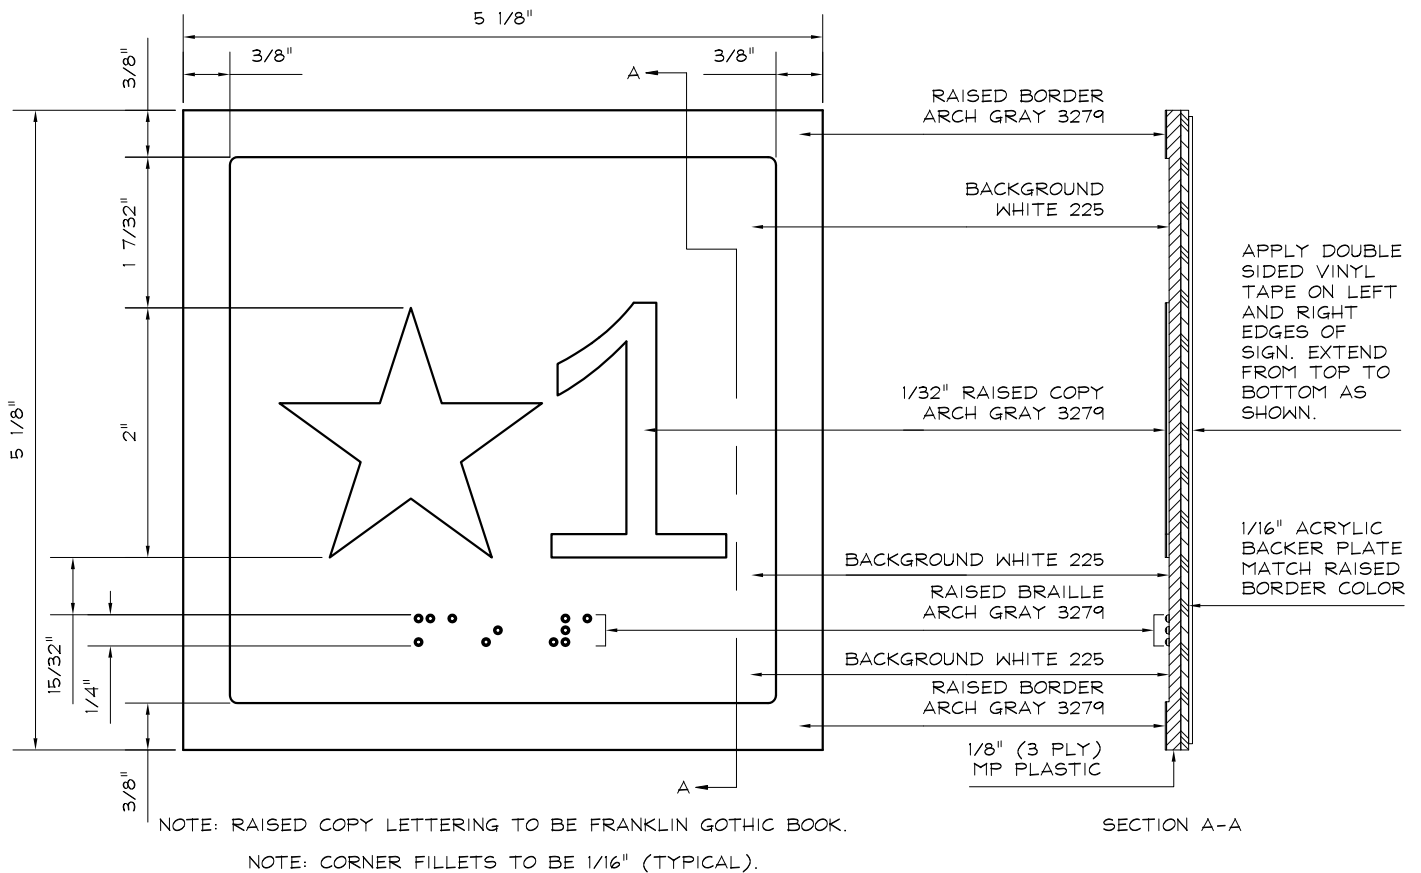 5 1/8"
3/8"
3/8"
3/8"
A
RAISED BORDER
ARCH GRAY 3279
BACKGROUND
WHITE 225
1 7/32"
APPLY DOUBLE
SIDED VINYL
TAPE ON LEFT
AND RIGHT
EDGES OF
SIGN. EXTEND
FROM TOP TO
BOTTOM AS
SHOWN.
1/32" RAISED COPY
ARCH GRAY 3279
5 1/8"
2"
1
1/16" ACRYLIC
BACKER PLATE
MATCH RAISED
BORDER COLOR
BACKGROUND WHITE 225
RAISED BRAILLE
ARCH GRAY 3279
15/32"
1/4"
BACKGROUND WHITE 225
RAISED BORDER
ARCH GRAY 3279
1/8" (3 PLY)
MP PLASTIC
3/8"
A
NOTE: RAISED COPY LETTERING TO BE FRANKLIN GOTHIC BOOK.
SECTION A-A
NOTE: CORNER FILLETS TO BE 1/16" (TYPICAL).